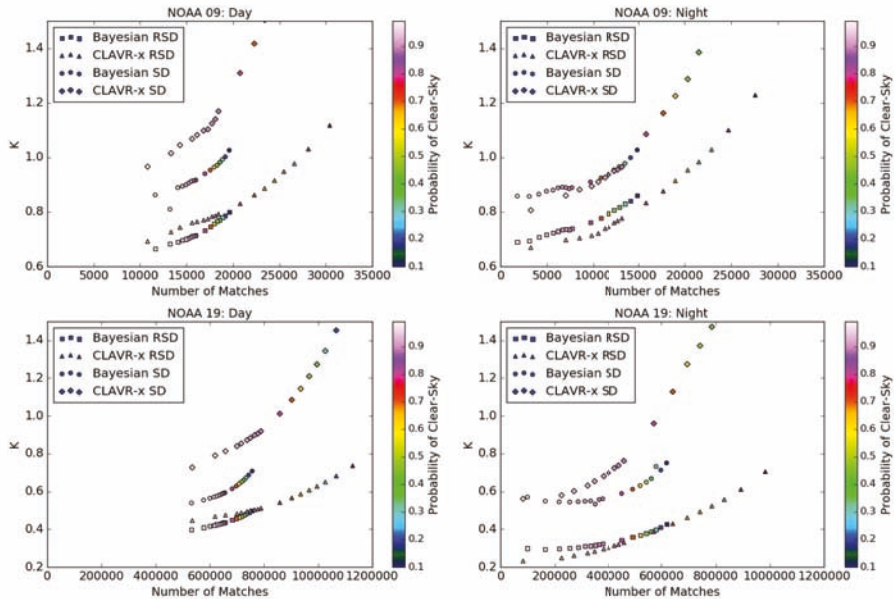 NOAA 09: Day
Bayesian RSD
CLAVR-x RSD
Bayesian SD
CLAVR-x SD
K
1.4
1.2
1.0
0.8
0.6
0 5000 10000 15000 20000 25000 30000 35000
Number of Matches
0.9
0.8
0.7
0.6
0.5
0.4
0.3
0.2
0.1
Probability of Clear-Sky
NOAA 09: Night
Bayesian RSD
CLAVR-x RSD
Bayesian SD
CLAVR-x SD
K
1.4
1.2
1.0
0.8
0.6
0 5000 10000 15000 20000 25000 30000 35000
Number of Matches
0.9
0.8
0.7
0.6
0.5
0.4
0.3
0.2
0.1
Probability of Clear-Sky
NOAA 19: Day
Bayesian RSD
CLAVR-x RSD
Bayesian SD
CLAVR-x SD
K
1.4
1.2
1.0
0.8
0.6
0.4
0.2
0 200000 400000 600000 800000 1000000 1200000
Number of Matches
0.9
0.8
0.7
0.6
0.5
0.4
0.3
0.2
0.1
Probability of Clear-Sky
NOAA 19: Night
Bayesian RSD
CLAVR-x RSD
Bayesian SD
CLAVR-x SD
K
1.4
1.2
1.0
0.8
0.6
0.4
0.2
0 200000 400000 600000 800000 1000000 1200000
Number of Matches
0.9
0.8
0.7
0.6
0.5
0.4
0.3
0.2
0.1
Probability of Clear-Sky